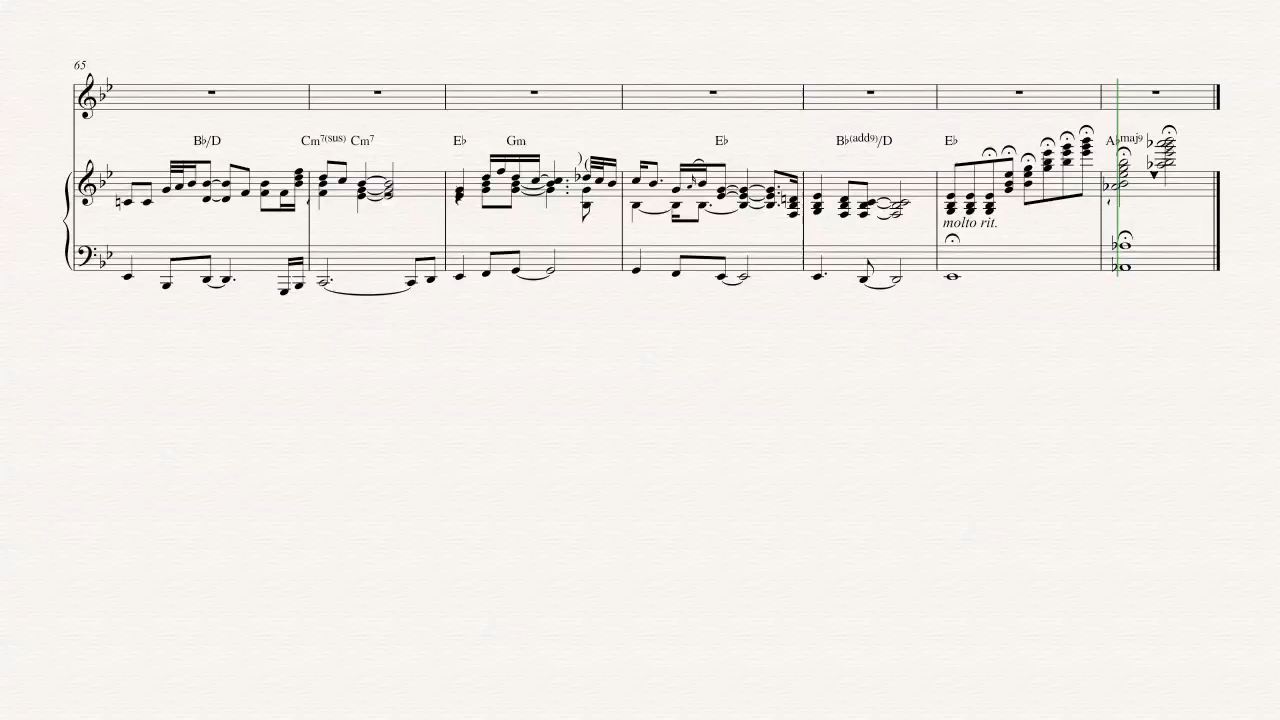 65
B♭/D Cm7(sus) Cm7 E♭ Gm E♭ B♭(add9)/D E♭ A♭maj9
molto rit.